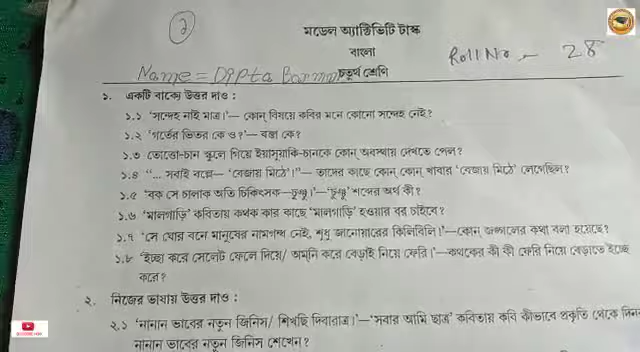 ২
মডেল অ্যাক্টিভিটি টাস্ক
বাংলা
Roll No - 28
Name = Dipta Barman
চতুর্থ শ্রেণি
১. একটি বাক্যে উত্তর দাও :
১.১ ‘সন্দেহ নাই মাত্র।’— কোন্ বিষয়ে কবির মনে কোনো সন্দেহ নেই?
১.২ ‘গর্তের ভিতর কে ও?’— বক্তা কে?
১.৩ তোত্তো-চান স্কুলে গিয়ে ইয়াসুয়াকি-চানকে কোন্ অবস্থায় দেখতে পেল?
১.৪ “... সবাই বললে— ‘বেজায় মিঠে’।”— তাদের কাছে কোন্ কোন্ খাবার ‘বেজায় মিঠে’ লেগেছিল?
১.৫ ‘বক সে চালাক অতি চিকিৎসক—চুঞ্চু।’— ‘চুঞ্চু’ শব্দের অর্থ কী?
১.৬ ‘মালগাড়ি’ কবিতায় কথক কার কাছে ‘মালগাড়ি’ হওয়ার বর চাইবে?
১.৭ ‘সে ঘোর বনে মানুষের নামগন্ধ নেই, শুধু জানোয়ারের কিলিবিলি।’—কোন্ জঙ্গলের কথা বলা হয়েছে?
১.৮ ‘ইচ্ছা করে সেলেট ফেলে দিয়ে/ অমনি করে বেড়াই নিয়ে ফেরি।’— কথকের কী কী ফেরি নিয়ে বেড়াতে ইচ্ছে
করে?
২. নিজের ভাষায় উত্তর দাও :
২.১ ‘নানান ভাবের নতুন জিনিস/ শিখছি দিবারাত্র।’—‘সবার আমি ছাত্র’ কবিতায় কবি কীভাবে প্রকৃতি থেকে দিন
নানান ভাবের নতুন জিনিস শেখেন?